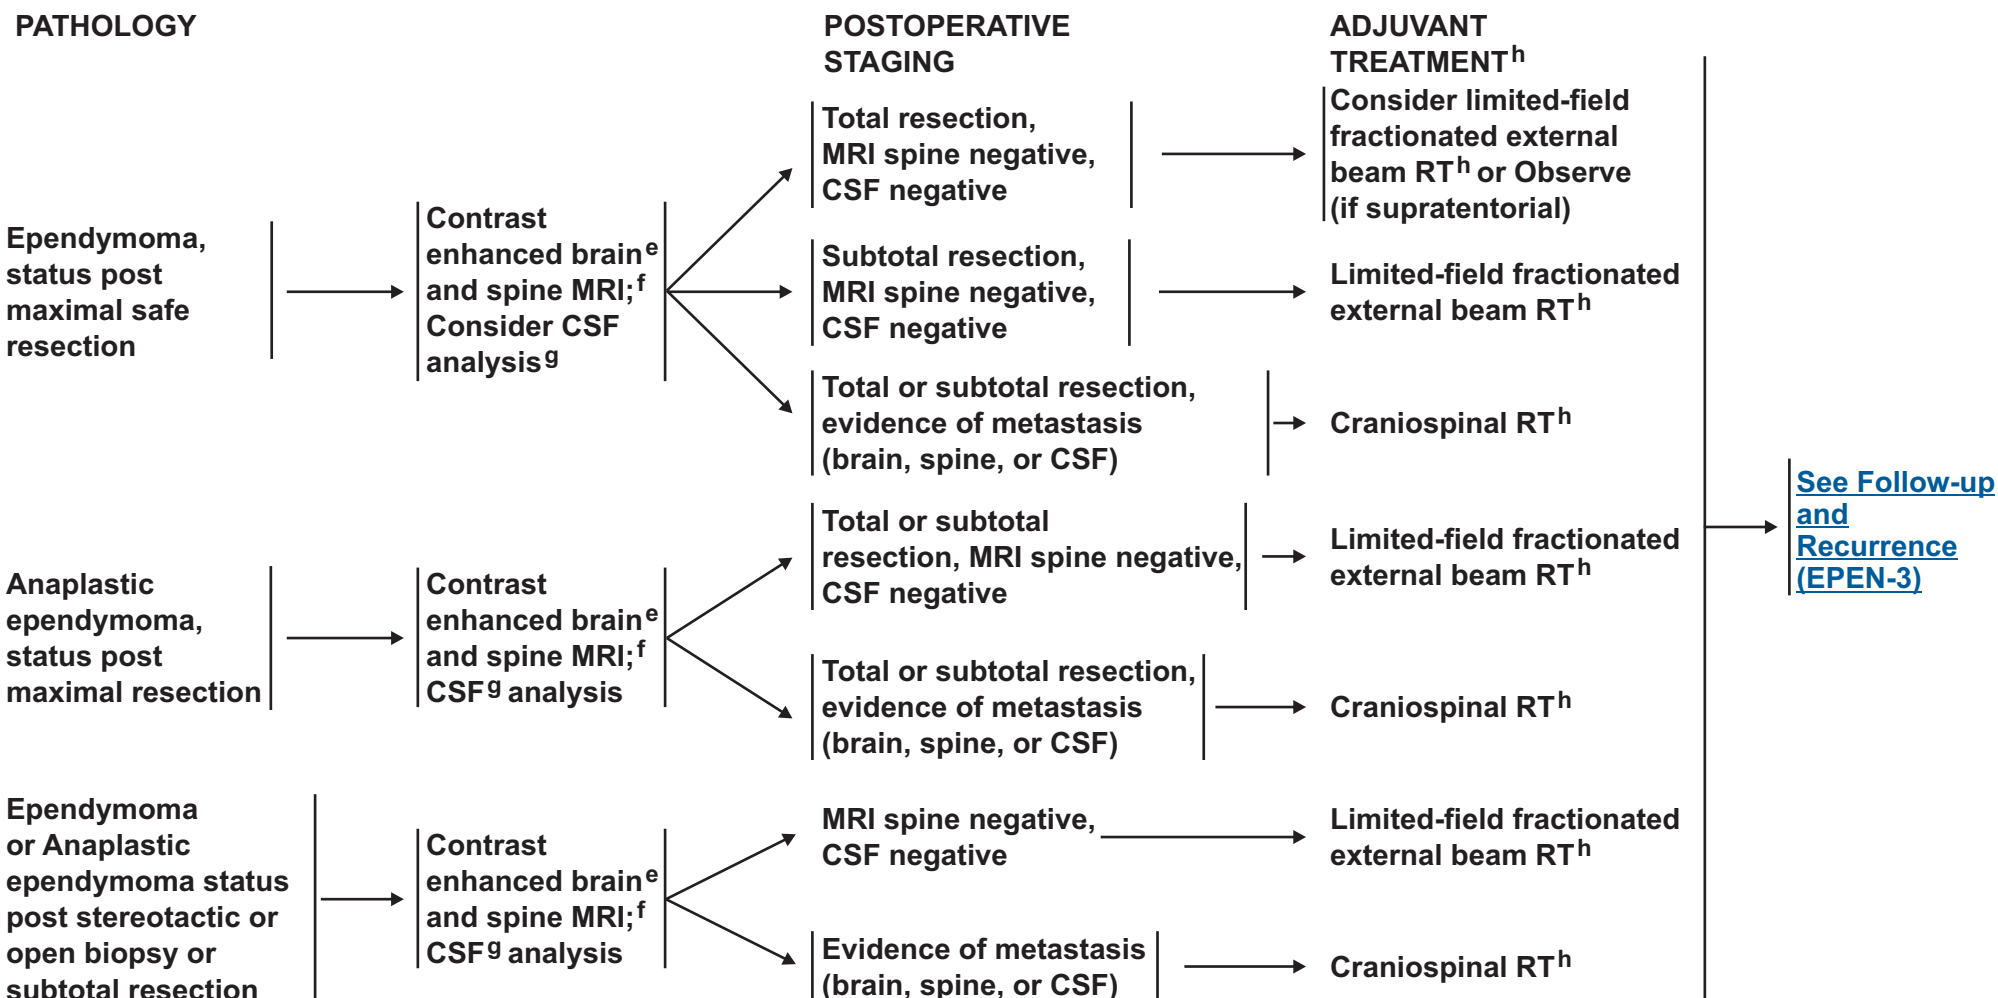 PATHOLOGY
POSTOPERATIVE
STAGING
ADJUVANT
TREATMENTh
Ependymoma,
status post
maximal safe
resection
Contrast
enhanced braine
and spine MRI;f
Consider CSF
analysisg
Total resection,
MRI spine negative,
CSF negative
Consider limited-field
fractionated external
beam RTh or Observe
(if supratentorial)
Subtotal resection,
MRI spine negative,
CSF negative
Limited-field fractionated
external beam RTh
Total or subtotal resection,
evidence of metastasis
(brain, spine, or CSF)
Craniospinal RTh
Anaplastic
ependymoma,
status post
maximal resection
Contrast
enhanced braine
and spine MRI;f
CSFg analysis
Total or subtotal
resection, MRI spine negative,
CSF negative
Limited-field fractionated
external beam RTh
Total or subtotal resection,
evidence of metastasis
(brain, spine, or CSF)
Craniospinal RTh
Ependymoma
or Anaplastic
ependymoma status
post stereotactic or
open biopsy or
subtotal resection
Contrast
enhanced braine
and spine MRI;f
CSFg analysis
MRI spine negative,
CSF negative
Limited-field fractionated
external beam RTh
Evidence of metastasis
(brain, spine, or CSF)
Craniospinal RTh
See Follow-up
and
Recurrence
(EPEN-3)